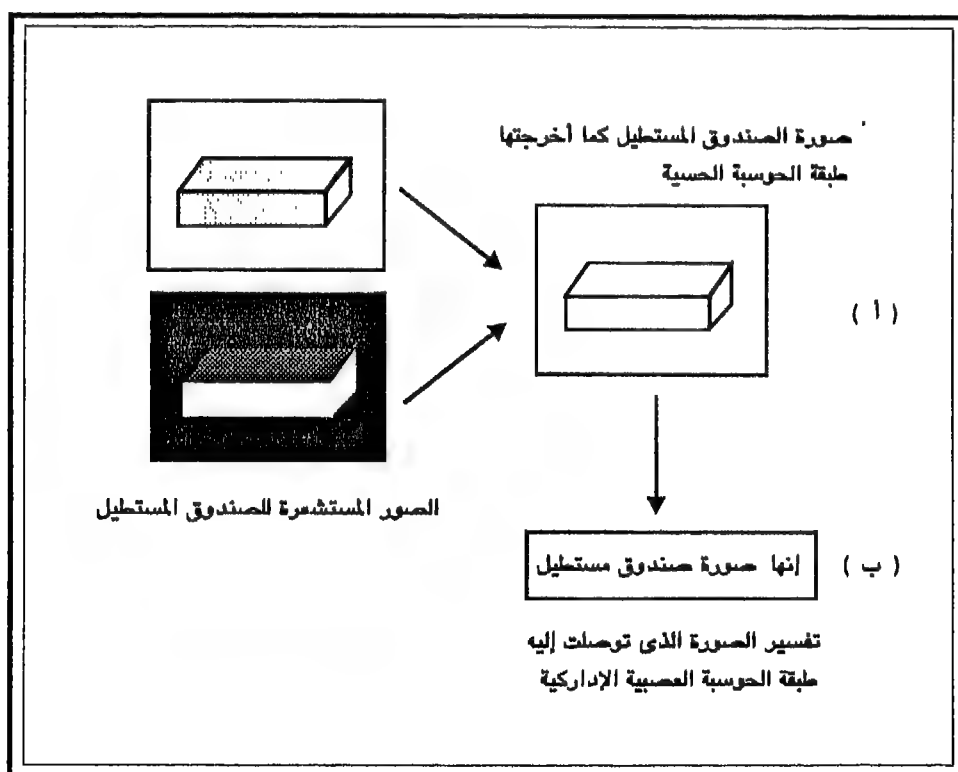 صورة الصندوق المستطيل كما أخرجتها
طبقة الحوسبة الحسية
( أ )
الصور المستشعرة للصندوق المستطيل
إنها صورة صندوق مستطيل
( ب )
تفسير الصورة الذى توصلت إليه
طبقة الحوسبة العصبية الإداركية